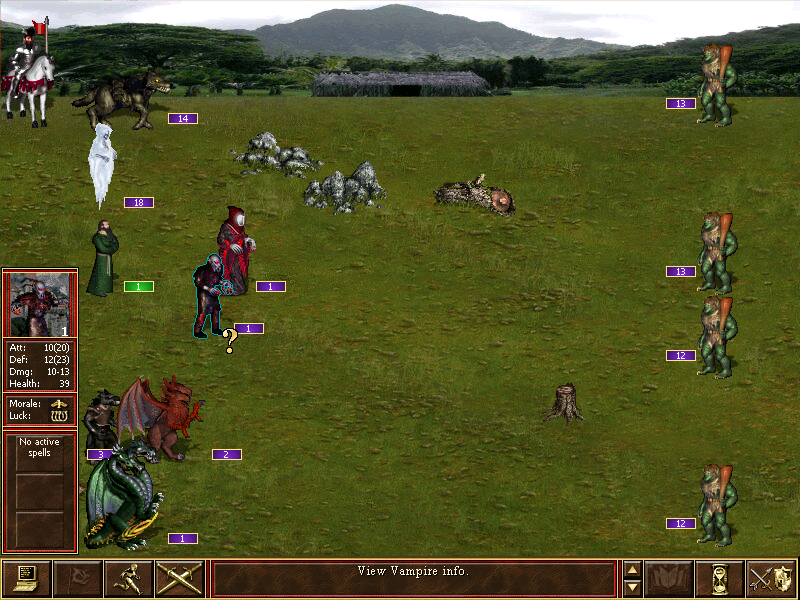 13
14
18
13
1
1
1
1
Att: 10(20)
Def: 12(23)
Dmg: 10-13
Health: 39
12
Morale:
Luck:
No active
spells
3
2
12
1
View Vampire info.